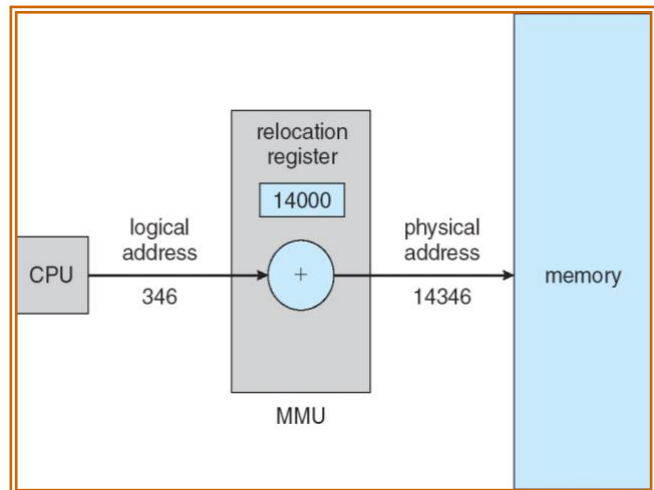 relocation
register
14000
logical
address
physical
address
CPU
+
memory
346
14346
MMU